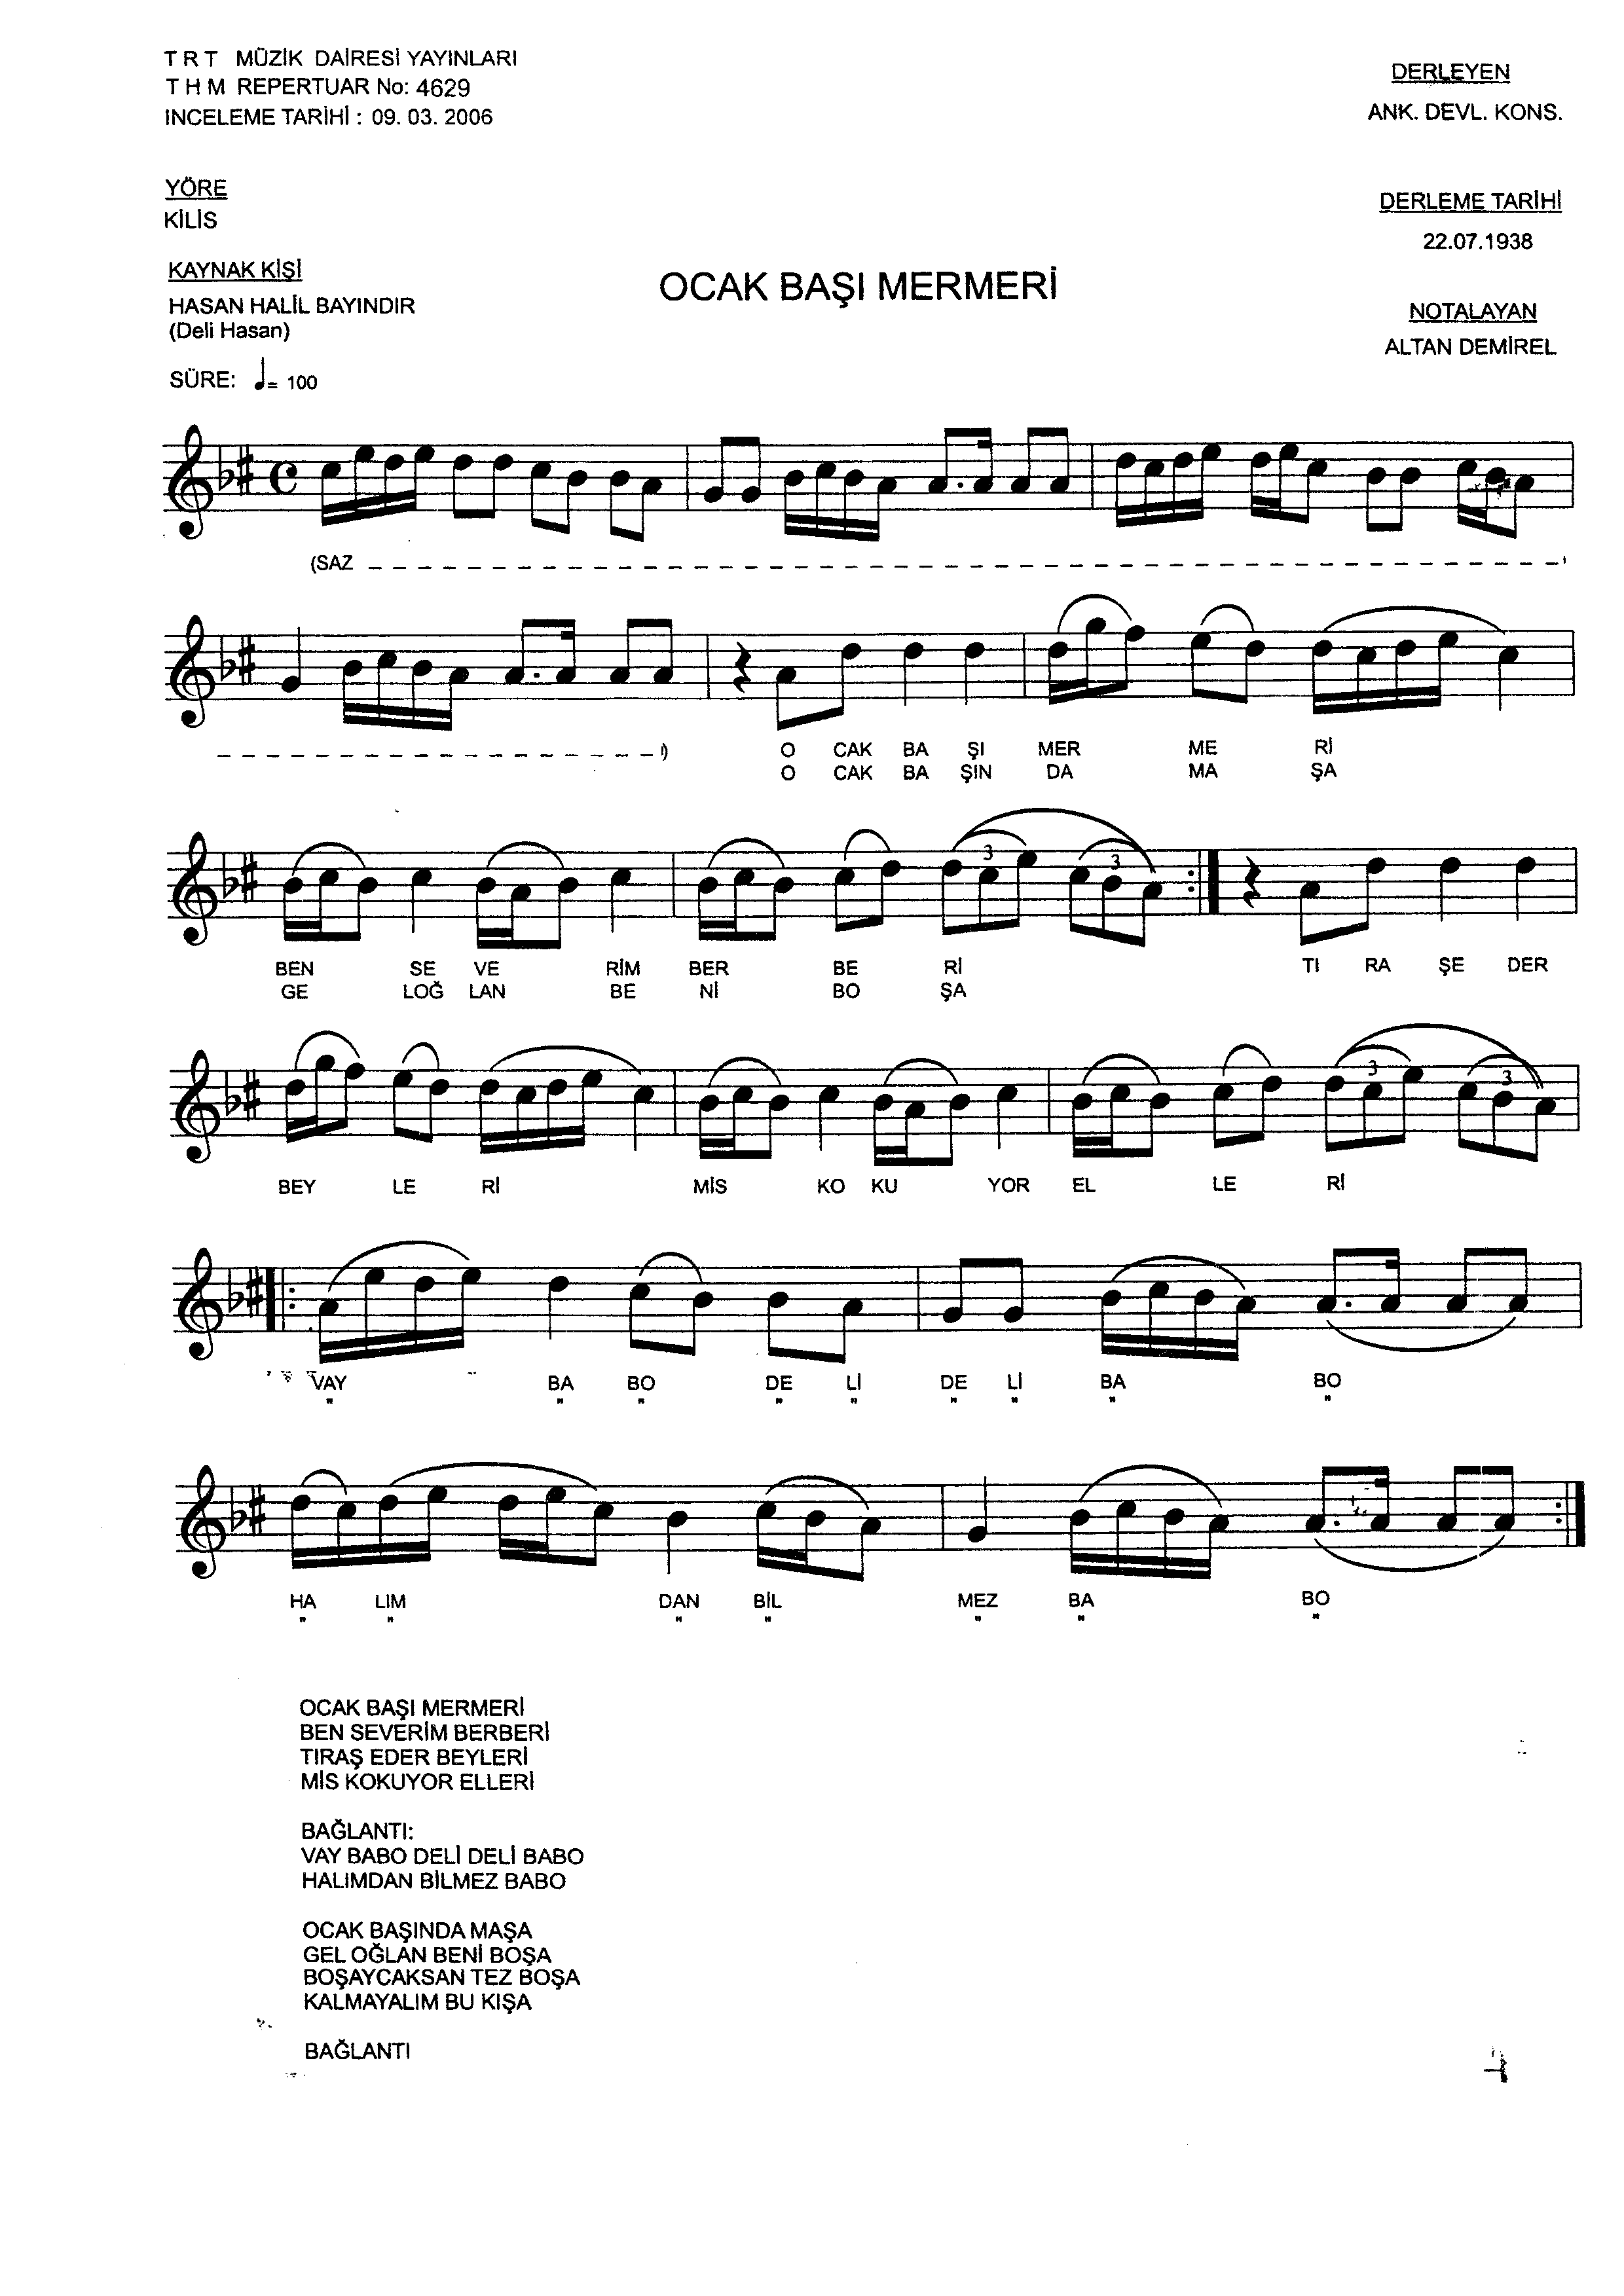 TRT MÜZİK DAİRESİ YAYINLARI
THM REPERTUAR No: 4629
INCELEME TARİHİ : 09. 03. 2006
DERLEYEN
ANK. DEVL. KONS.
YÖRE
KİLİS
DERLEME TARİHİ
22.07.1938
KAYNAK KİŞİ
HASAN HALİL BAYINDIR
(Deli Hasan)
OCAK BAŞI MERMERİ
NOTALAYAN
ALTAN DEMİREL
SÜRE: ♩= 100
(SAZ
O CAK BA ŞI MER ME Rİ
O CAK BA ŞIN DA MA ŞA
3 3
BEN SE VE RİM BER BE Rİ TI RA ŞE DER
GE LOĞ LAN BE Nİ BO ŞA
3 3
BEY LE Rİ MİS KO KU YOR EL LE Rİ
VAY BA BO DE Lİ DE Lİ BA BO
" " " " " " " " "
HA LIM DAN BİL MEZ BA BO
" " " " " " "
OCAK BAŞI MERMERİ
BEN SEVERİM BERBERİ
TIRAŞ EDER BEYLERİ
MİS KOKUYOR ELLERİ
BAĞLANTI:
VAY BABO DELİ DELİ BABO
HALIMDAN BİLMEZ BABO
OCAK BAŞINDA MAŞA
GEL OĞLAN BENİ BOŞA
BOŞAYCAKSAN TEZ BOŞA
KALMAYALIM BU KIŞA
BAĞLANTI